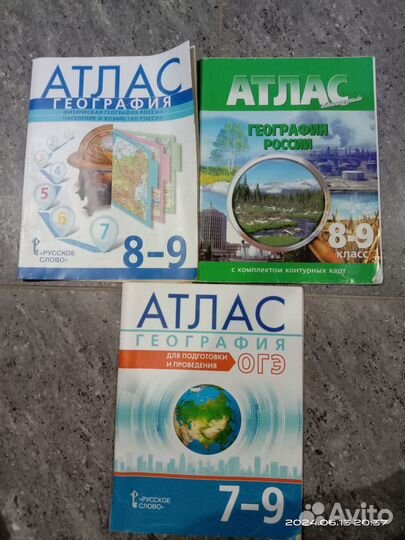 АТЛАС
ГЕОГРАФИЯ
ФИЗИЧЕСКАЯ ГЕОГРАФИЯ РОССИИ
НАСЕЛЕНИЕ И ХОЗЯЙСТВО РОССИИ
1
2
3
4
5
6
7
8-9
«РУССКОЕ
СЛОВО»
АТЛАС
ГЕОГРАФИЯ
РОССИИ
8-9
класс
с комплектом контурных карт
АТЛАС
ГЕОГРАФИЯ
ДЛЯ ПОДГОТОВКИ
И ПРОВЕДЕНИЯ
ОГЭ
«РУССКОЕ
СЛОВО»
7-9
2024.06.13 20:37
Avito